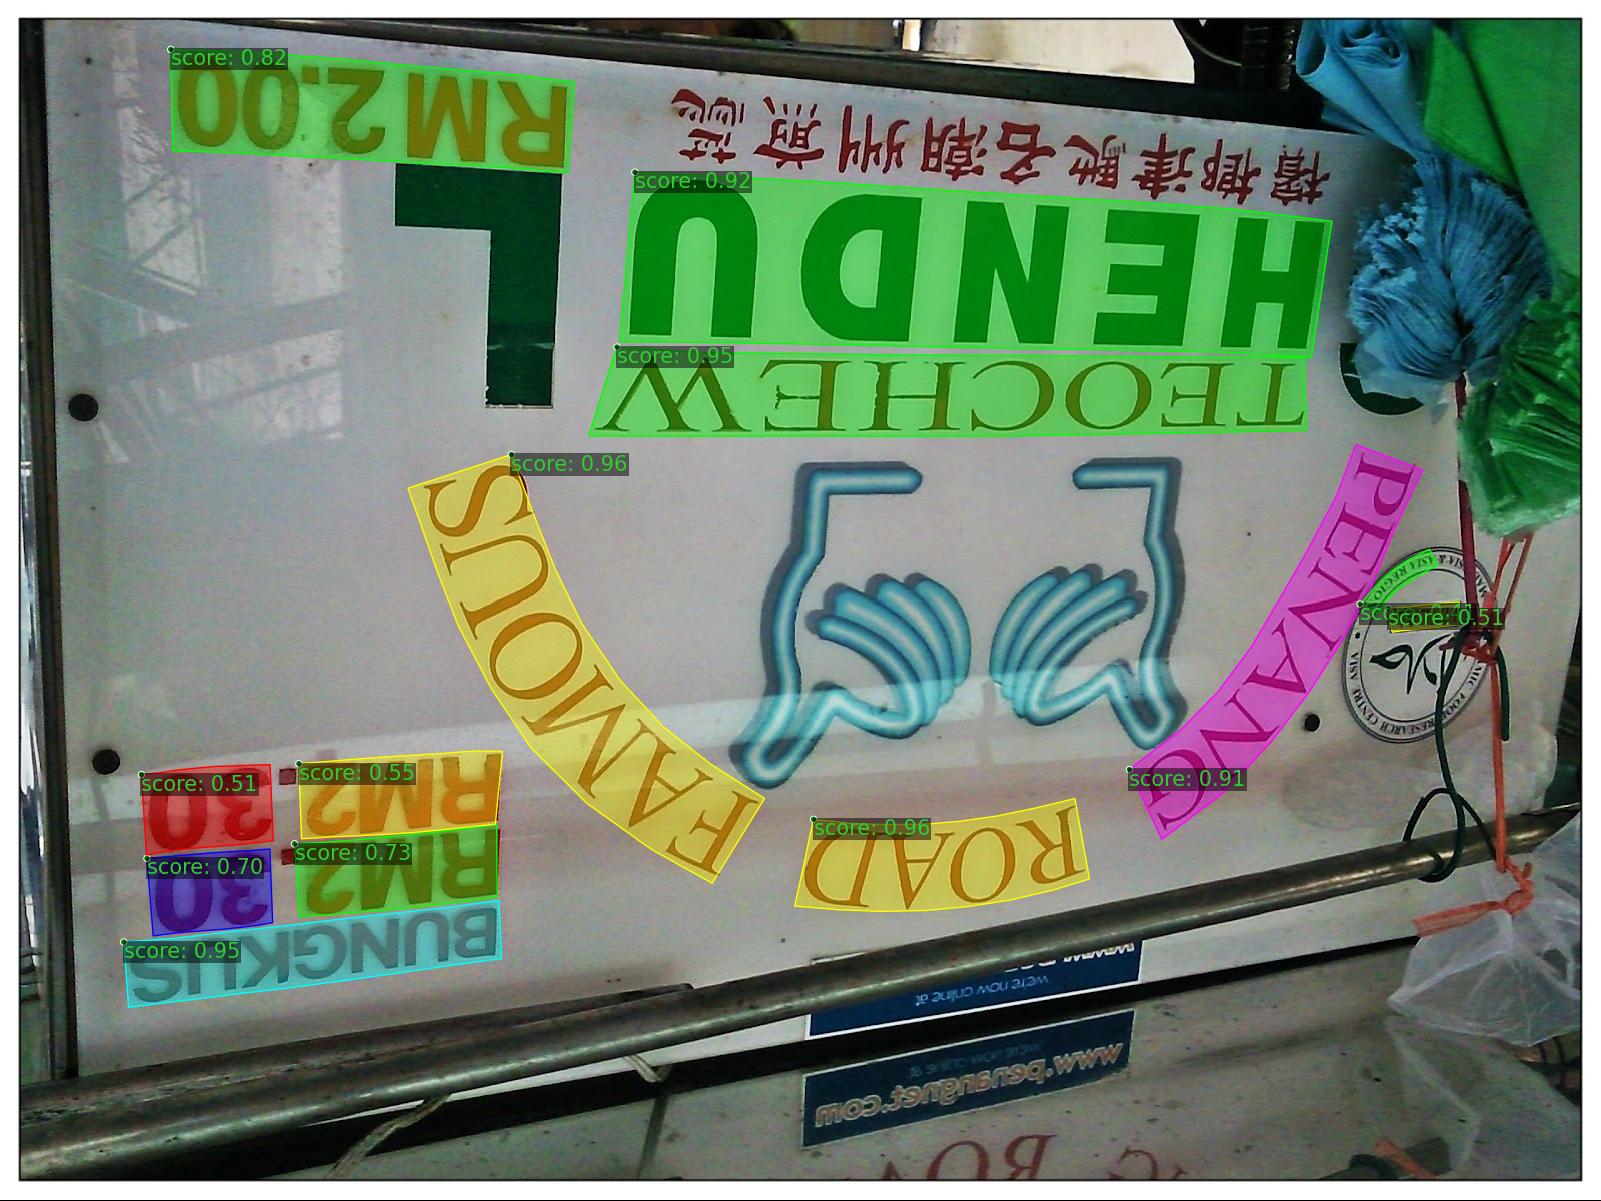 we're now online at
www.penangnet.com
BUNGKUS
score: 0.95
RM2.30
score: 0.73
score: 0.70
RM2.30
score: 0.55
score: 0.51
PENANG
score: 0.91
ROAD
score: 0.96
FAMOUS
score: 0.96
TEOCHEW
score: 0.95
CHENDUL
score: 0.92
檳榔律馳名潮州煎蕊
RM2.00
score: 0.82
RESEARCH CENTRE
score: 0.51